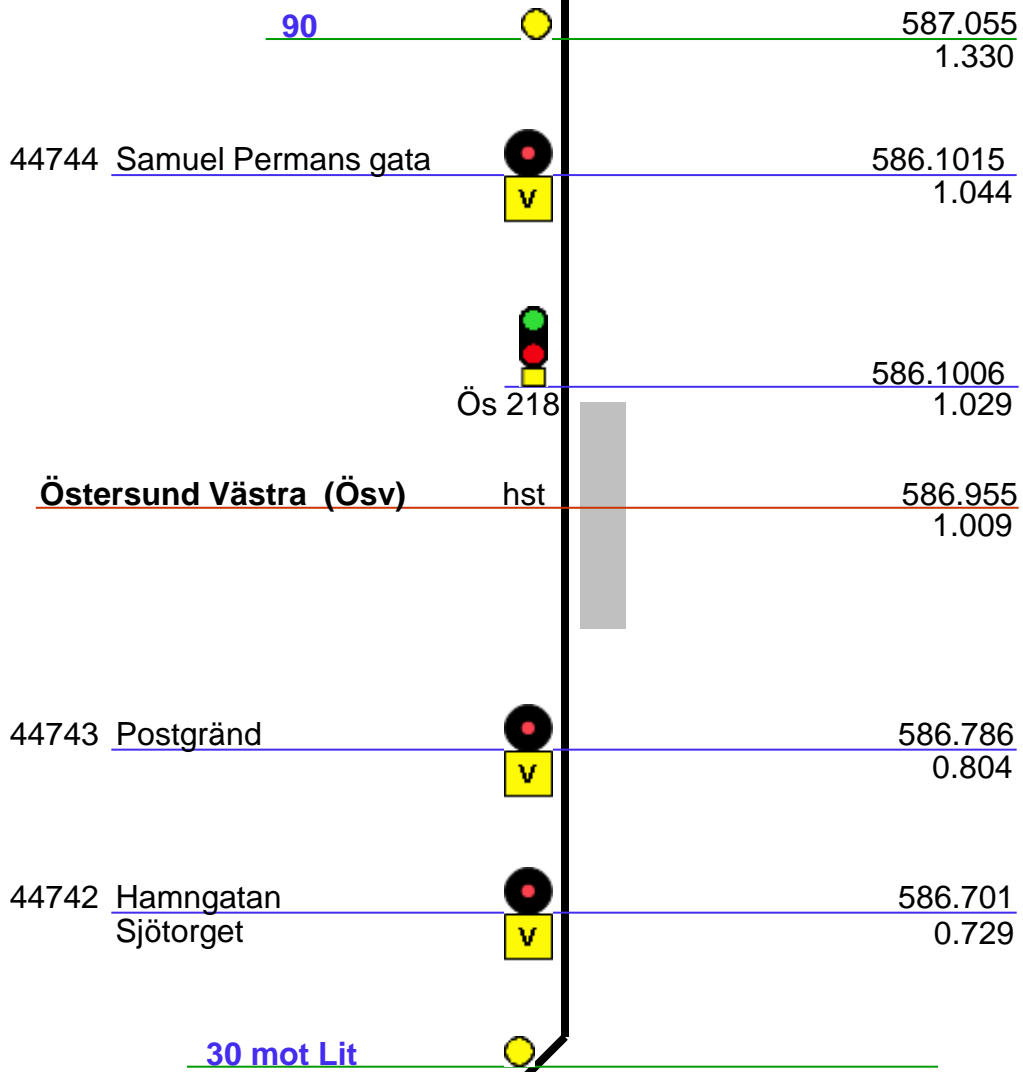 90 587.055
1.330
44744 Samuel Permans gata 586.1015
V 1.044
586.1006
Ös 218 1.029
Östersund Västra (Ösv) hst 586.955
1.009
44743 Postgränd 586.786
V 0.804
44742 Hamngatan 586.701
Sjötorget V 0.729
30 mot Lit